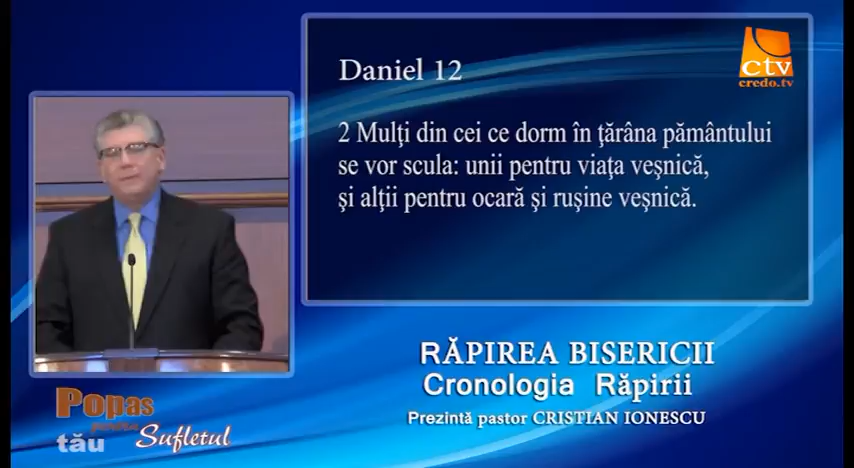 Daniel 12
ctv
credo.tv
2 Mulţi din cei ce dorm în ţărâna pământului
se vor scula: unii pentru viaţa veşnică,
şi alţii pentru ocară şi ruşine veşnică.
RĂPIREA BISERICII
Cronologia Răpirii
Prezintă pastor CRISTIAN IONESCU
Popas
pentru
Sufletul
tău